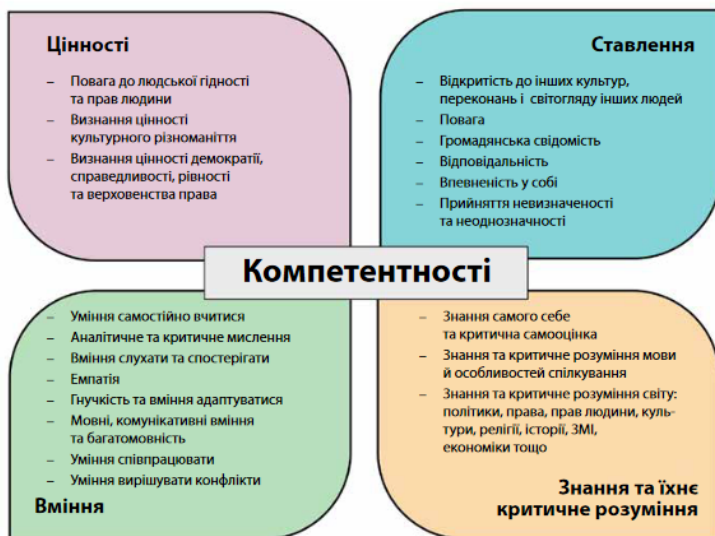 Цінності
– Повага до людської гідності
та прав людини
– Визнання цінності
культурного різноманіття
– Визнання цінності демократії,
справедливості, рівності
та верховенства права
Ставлення
– Відкритість до інших культур,
переконань і світогляду інших людей
– Повага
– Громадянська свідомість
– Відповідальність
– Впевненість у собі
– Прийняття невизначеності
та неоднозначності
Компетентності
– Уміння самостійно вчитися
– Аналітичне та критичне мислення
– Вміння слухати та спостерігати
– Емпатія
– Гнучкість та вміння адаптуватися
– Мовні, комунікативні вміння
та багатомовність
– Уміння співпрацювати
– Уміння вирішувати конфлікти
Вміння
– Знання самого себе
та критична самооцінка
– Знання та критичне розуміння мови
й особливостей спілкування
– Знання та критичне розуміння світу:
політики, права, прав людини, куль-
тури, релігії, історії, ЗМІ,
економіки тощо
Знання та їхнє
критичне розуміння